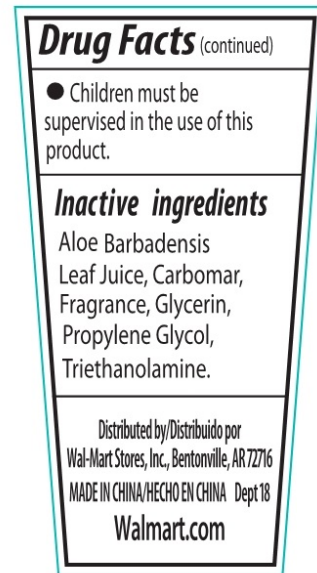 Drug Facts (continued)
● Children must be
supervised in the use of this
product.
Inactive ingredients
Aloe Barbadensis
Leaf Juice, Carbomar,
Fragrance, Glycerin,
Propylene Glycol,
Triethanolamine.
Distributed by/Distribuido por
Wal-Mart Stores, Inc., Bentonville, AR 72716
MADE IN CHINA/HECHO EN CHINA Dept 18
Walmart.com